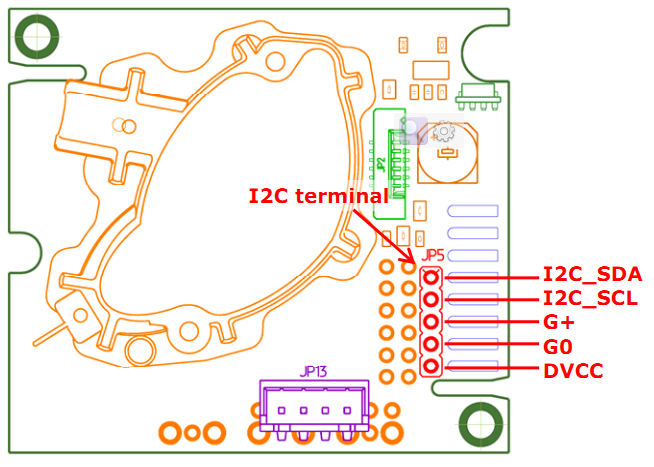 JP2
I2C terminal
JP5
I2C_SDA
I2C_SCL
G+
G0
DVCC
JP13